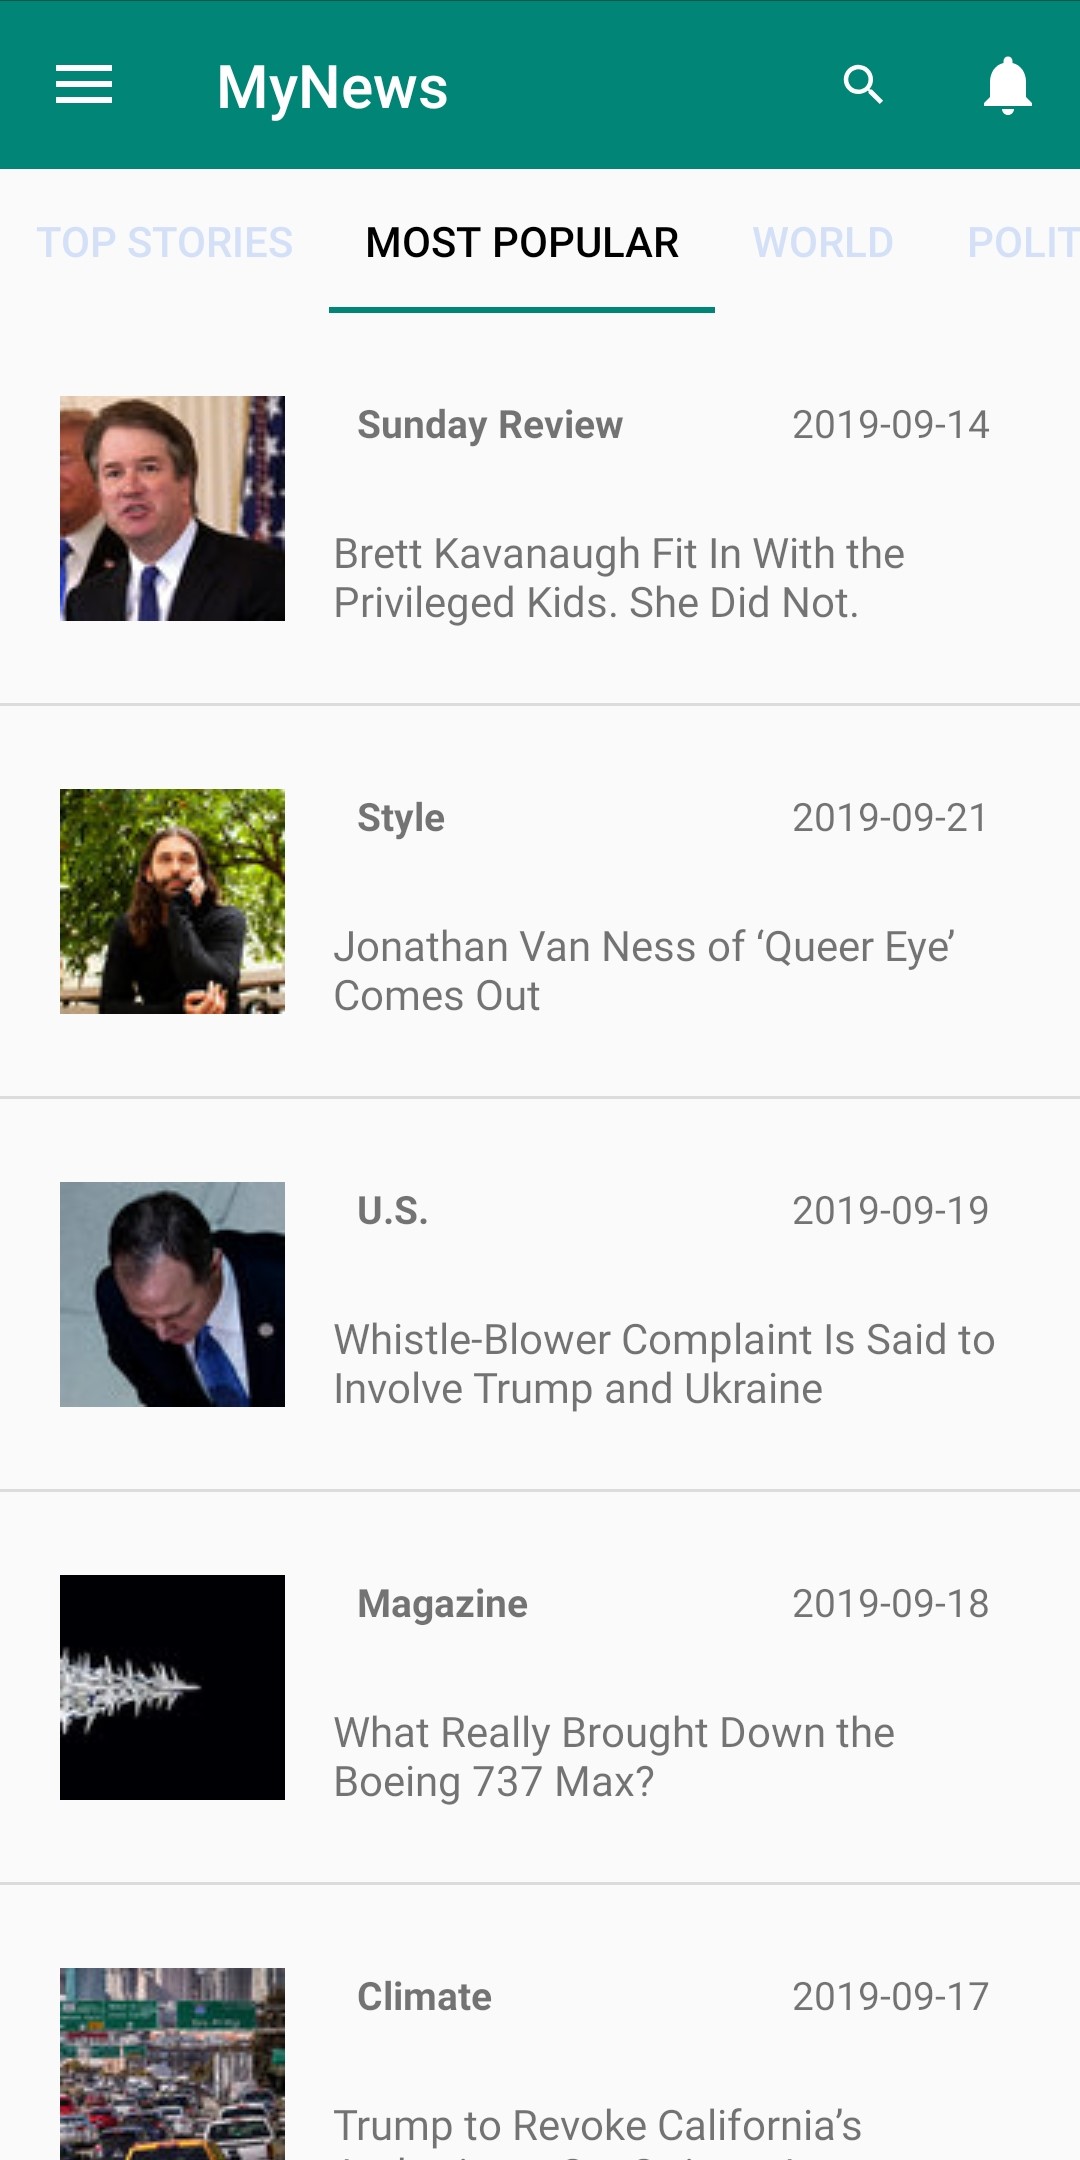 MyNews
TOP STORIES MOST POPULAR WORLD POLIT
Sunday Review 2019-09-14
Brett Kavanaugh Fit In With the
Privileged Kids. She Did Not.
Style 2019-09-21
Jonathan Van Ness of ‘Queer Eye’
Comes Out
U.S. 2019-09-19
Whistle-Blower Complaint Is Said to
Involve Trump and Ukraine
Magazine 2019-09-18
What Really Brought Down the
Boeing 737 Max?
Climate 2019-09-17
Trump to Revoke California’s